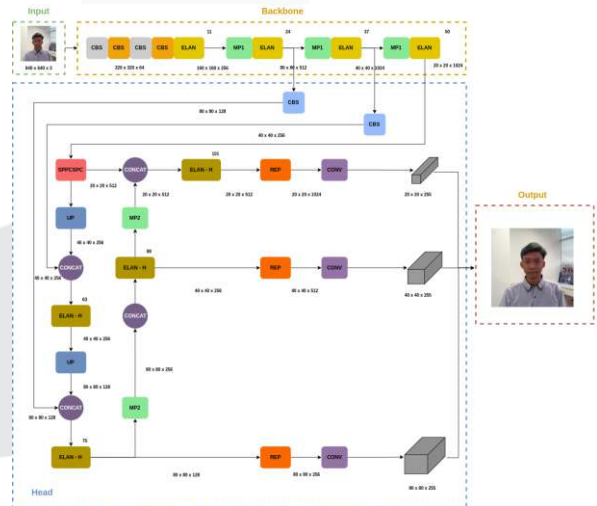 Input
Backbone
11
24
37
50
CBS CBS CBS CBS ELAN MP1 ELAN MP1 ELAN MP1 ELAN
640 x 640 x 3
320 x 320 x 64
160 x 160 x 256
80 x 80 x 512
40 x 40 x 1024
20 x 20 x 1024
CBS
80 x 80 x 128
CBS
40 x 40 x 256
101
SPPCSPC CONCAT ELAN - H REP CONV
20 x 20 x 512
20 x 20 x 512
20 x 20 x 512
20 x 20 x 1024
20 x 20 x 255
Output
UP MP2
40 x 40 x 256
88
CONCAT ELAN - H REP CONV
40 x 40 x 256
40 x 40 x 256
40 x 40 x 512
40 x 40 x 255
63
ELAN - H CONCAT
40 x 40 x 256
UP
80 x 80 x 256
80 x 80 x 128
CONCAT MP2
80 x 80 x 128
75
ELAN - H REP CONV
80 x 80 x 128
80 x 80 x 256
80 x 80 x 255
Head